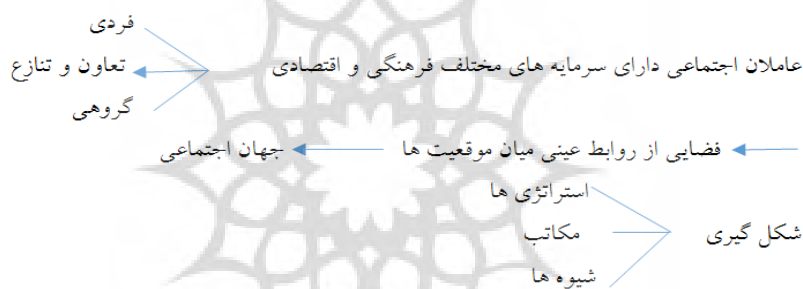 فردی
عاملان اجتماعی دارای سرمایه های مختلف فرهنگی و اقتصادی تعاون و تنازع
گروهی
فضایی از روابط عینی میان موقعیت ها جهان اجتماعی
استراتژی ها
شکل گیری مکاتب
شیوه ها